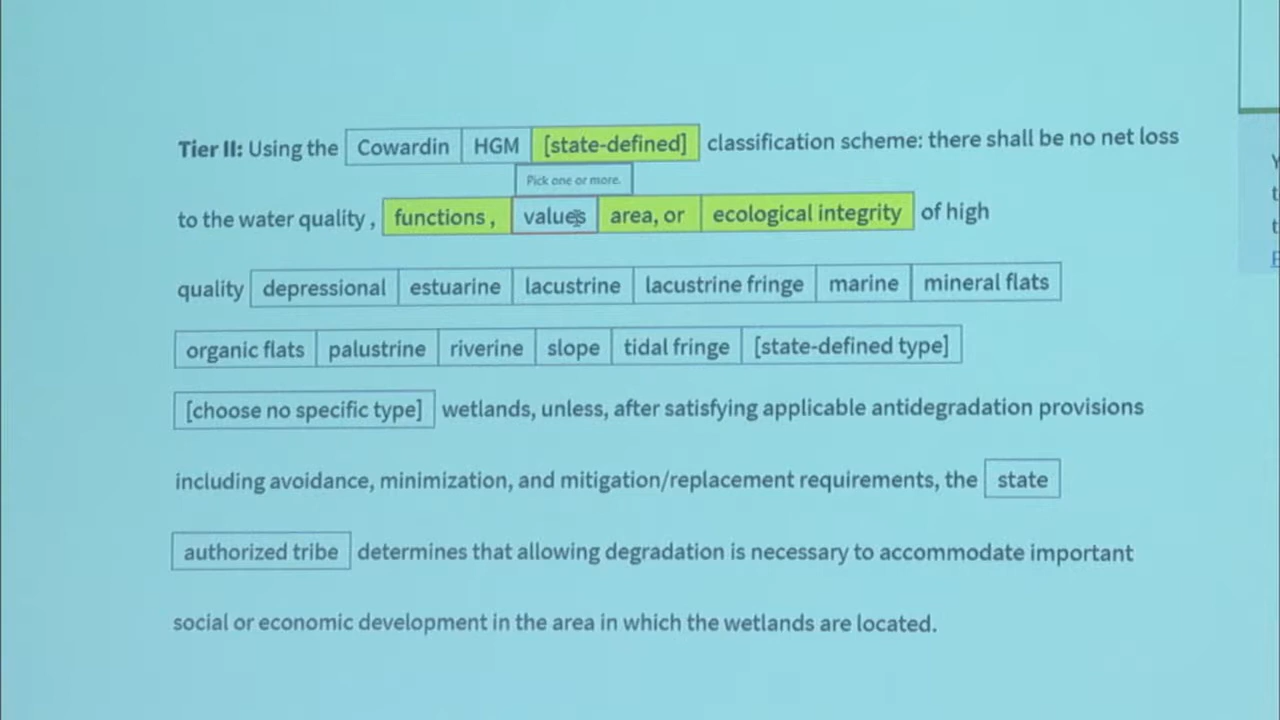 Tier II: Using the Cowardin HGM [state-defined] classification scheme: there shall be no net loss
Pick one or more.
to the water quality , functions , values area, or ecological integrity of high
quality depressional estuarine lacustrine lacustrine fringe marine mineral flats
organic flats palustrine riverine slope tidal fringe [state-defined type]
[choose no specific type] wetlands, unless, after satisfying applicable antidegradation provisions
including avoidance, minimization, and mitigation/replacement requirements, the state
authorized tribe determines that allowing degradation is necessary to accommodate important
social or economic development in the area in which the wetlands are located.